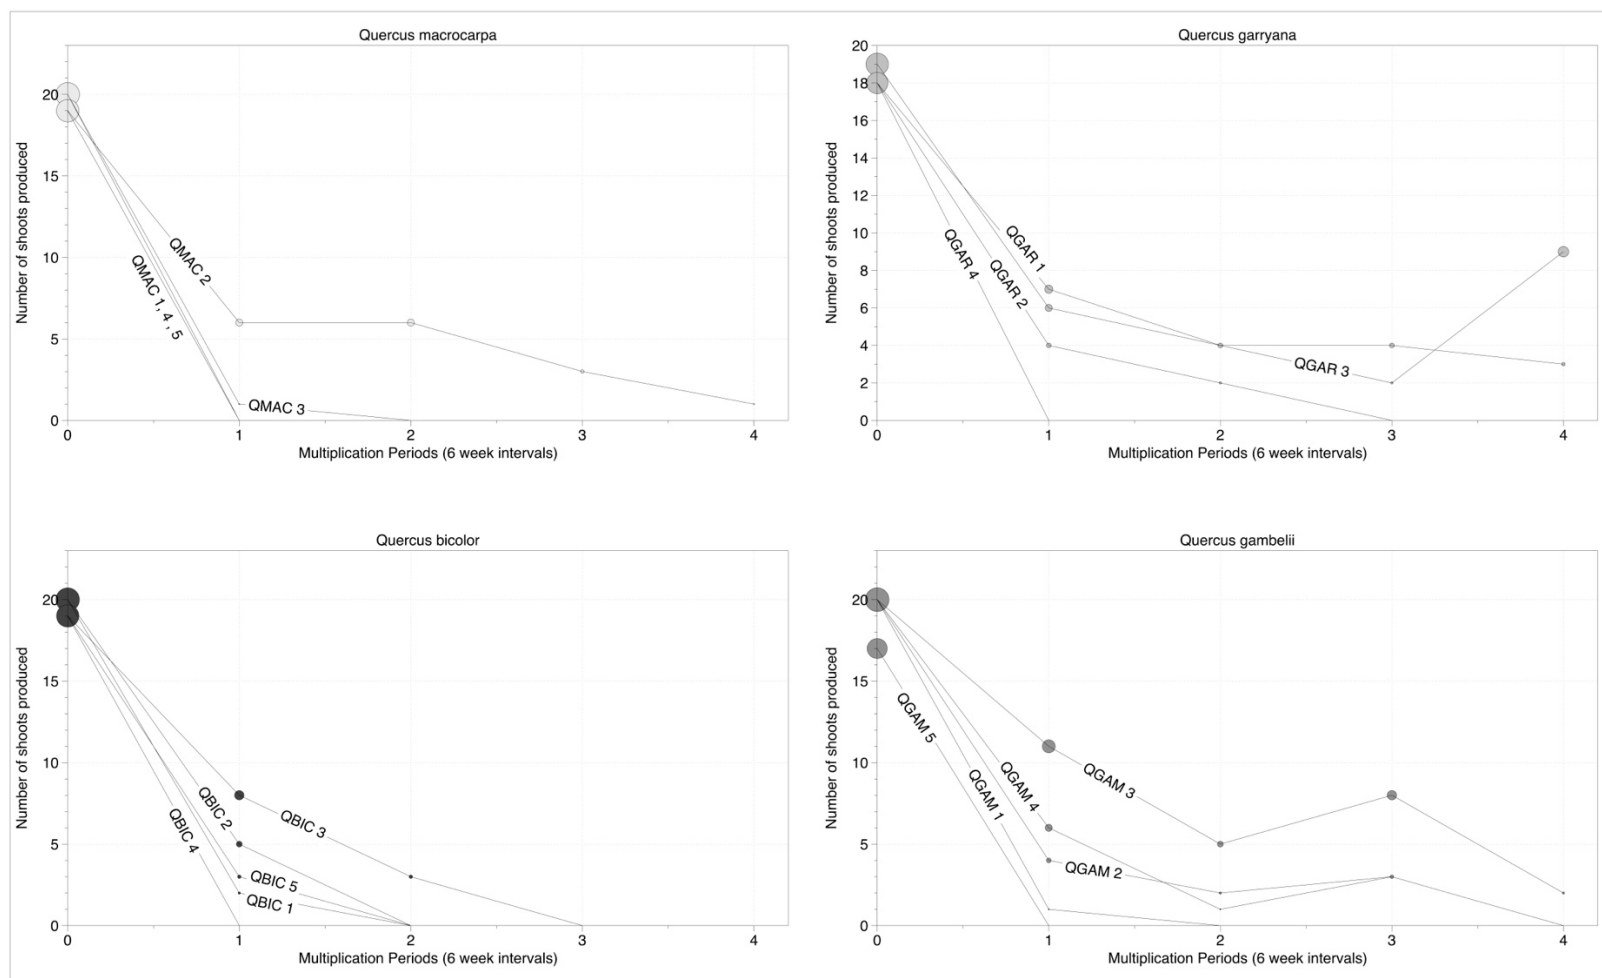 Quercus macrocarpa
20
15
10
5
0
0 1 2 3 4
Number of shoots produced
Multiplication Periods (6 week intervals)
QMAC 2
QMAC 1, 4 , 5
QMAC 3
Quercus garryana
20
18
16
14
12
10
8
6
4
2
0
0 1 2 3 4
Number of shoots produced
Multiplication Periods (6 week intervals)
QGAR 1
QGAR 2
QGAR 4
QGAR 3
Quercus bicolor
20
15
10
5
0
0 1 2 3 4
Number of shoots produced
Multiplication Periods (6 week intervals)
QBIC 2
QBIC 4
QBIC 3
QBIC 5
QBIC 1
Quercus gambelii
20
15
10
5
0
0 1 2 3 4
Number of shoots produced
Multiplication Periods (6 week intervals)
QGAM 5
QGAM 1
QGAM 4
QGAM 3
QGAM 2